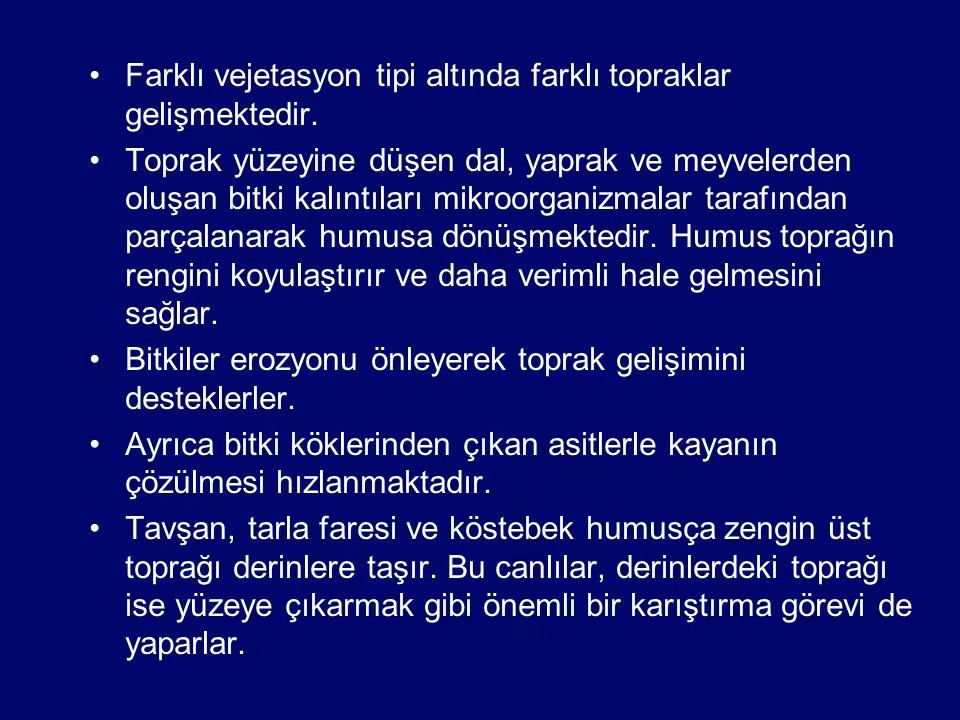 • Farklı vejetasyon tipi altında farklı topraklar
gelişmektedir.
• Toprak yüzeyine düşen dal, yaprak ve meyvelerden
oluşan bitki kalıntıları mikroorganizmalar tarafından
parçalanarak humusa dönüşmektedir. Humus toprağın
rengini koyulaştırır ve daha verimli hale gelmesini
sağlar.
• Bitkiler erozyonu önleyerek toprak gelişimini
desteklerler.
• Ayrıca bitki köklerinden çıkan asitlerle kayanın
çözülmesi hızlanmaktadır.
• Tavşan, tarla faresi ve köstebek humusça zengin üst
toprağı derinlere taşır. Bu canlılar, derinlerdeki toprağı
ise yüzeye çıkarmak gibi önemli bir karıştırma görevi de
yaparlar.